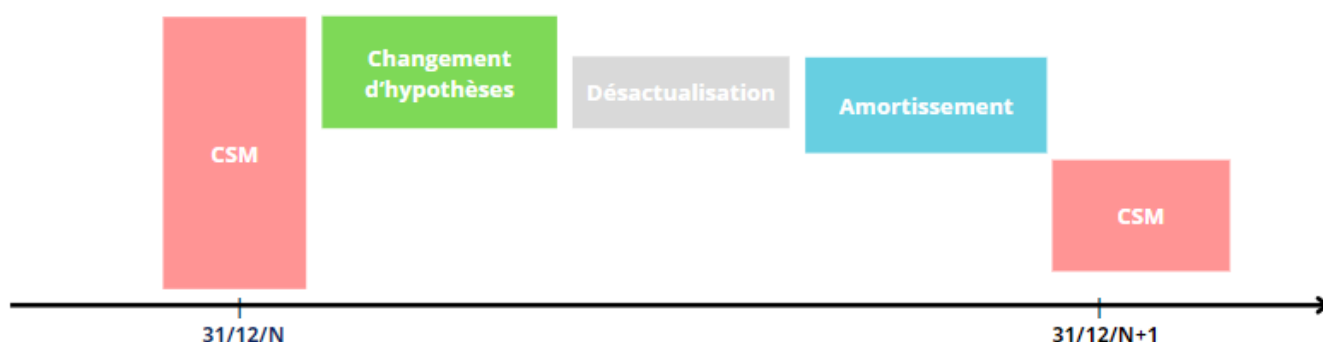 Changement
d'hypothèses
Désactualisation
Amortissement
CSM
CSM
31/12/N
31/12/N+1